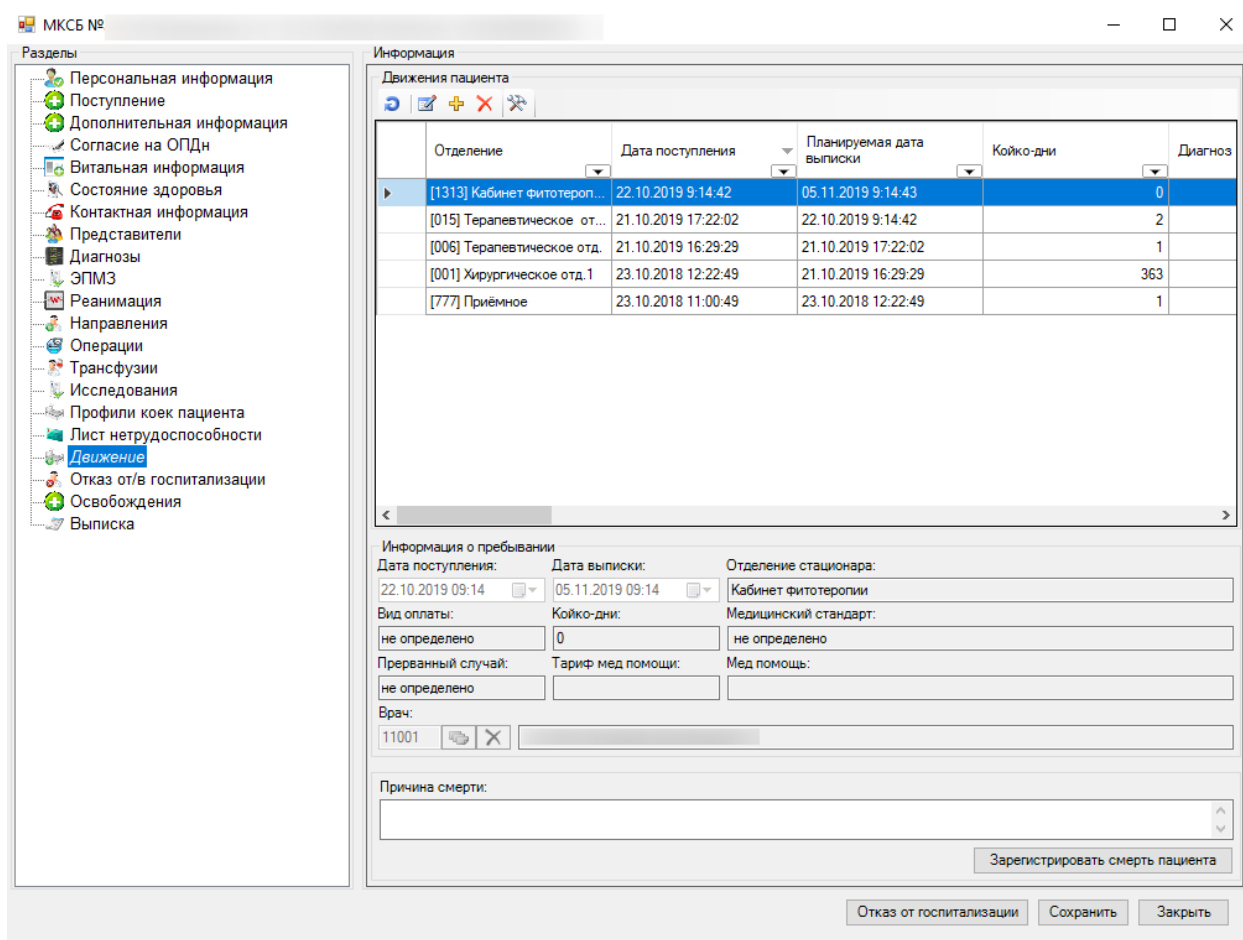 МКСБ №
Разделы
Персональная информация
Поступление
Дополнительная информация
Согласие на ОПДн
Витальная информация
Состояние здоровья
Контактная информация
Представители
Диагнозы
ЭПМЗ
Реанимация
Направления
Операции
Трансфузии
Исследования
Профили коек пациента
Лист нетрудоспособности
Движение
Отказ от/в госпитализации
Освобождения
Выписка
Информация
Движения пациента
Отделение Дата поступления Планируемая дата выписки Койко-дни Диагноз
[1313] Кабинет фитотероп... 22.10.2019 9:14:42 05.11.2019 9:14:43 0
[015] Терапевтическое от... 21.10.2019 17:22:02 22.10.2019 9:14:42 2
[006] Терапевтическое отд. 21.10.2019 16:29:29 21.10.2019 17:22:02 1
[001] Хирургическое отд.1 23.10.2018 12:22:49 21.10.2019 16:29:29 363
[777] Приёмное 23.10.2018 11:00:49 23.10.2018 12:22:49 1
Информация о пребывании
Дата поступления: Дата выписки: Отделение стационара:
22.10.2019 09:14 05.11.2019 09:14 Кабинет фитотеропии
Вид оплаты: Койко-дни: Медицинский стандарт:
не определено 0 не определено
Прерванный случай: Тариф мед помощи: Мед помощь:
не определено
Врач:
11001
Причина смерти:
Зарегистрировать смерть пациента
Отказ от госпитализации Сохранить Закрыть